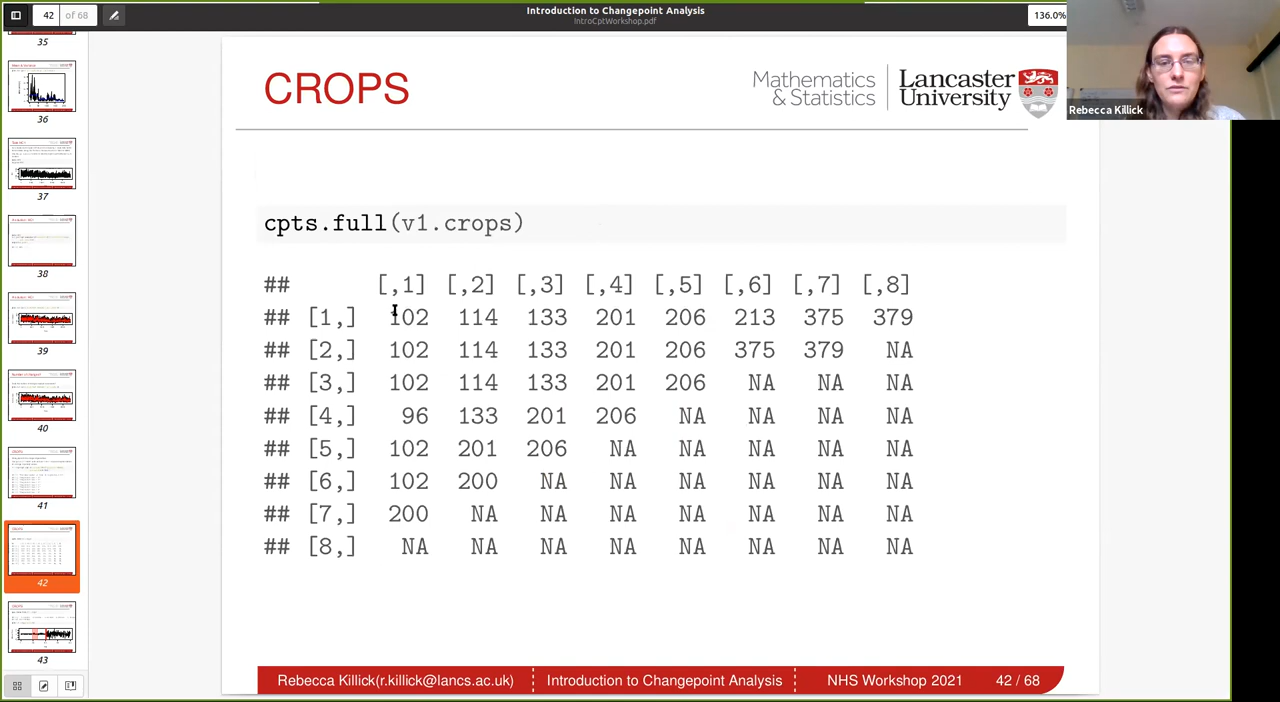 42 of 68
Introduction to Changepoint Analysis
IntroCptWorkshop.pdf
136.0%
Rebecca Killick
35
36
37
38
39
40
41
42
43
CROPS
Mathematics & Statistics
Lancaster University
cpts.full(v1.crops)
## [,1] [,2] [,3] [,4] [,5] [,6] [,7] [,8]
## [1,] 102 114 133 201 206 213 375 379
## [2,] 102 114 133 201 206 375 379 NA
## [3,] 102 114 133 201 206 NA NA NA
## [4,] 96 133 201 206 NA NA NA NA
## [5,] 102 201 206 NA NA NA NA NA
## [6,] 102 200 NA NA NA NA NA NA
## [7,] 200 NA NA NA NA NA NA NA
## [8,] NA NA NA NA NA NA NA NA
Rebecca Killick(r.killick@lancs.ac.uk) Introduction to Changepoint Analysis NHS Workshop 2021 42 / 68